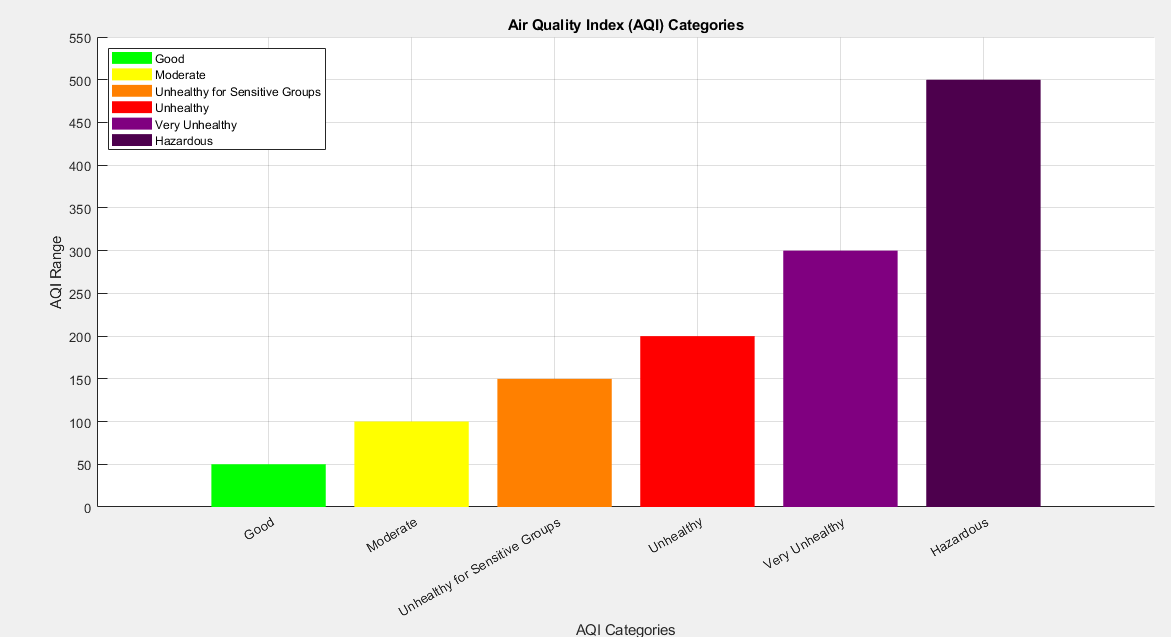 Air Quality Index (AQI) Categories
550
500
450
400
350
300
250
200
150
100
50
0
AQI Range
Good
Moderate
Unhealthy for Sensitive Groups
Unhealthy
Very Unhealthy
Hazardous
Good
Moderate
Unhealthy for Sensitive Groups
Unhealthy
Very Unhealthy
Hazardous
AQI Categories